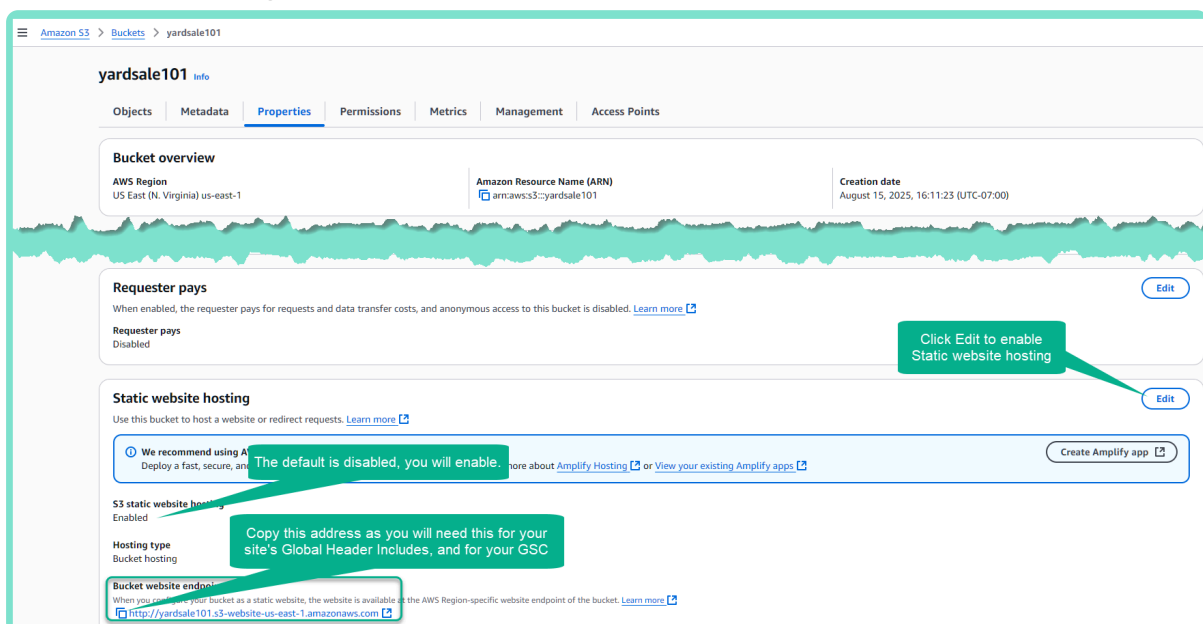 Amazon S3 > Buckets > yardsale101
yardsale101 Info
Objects Metadata Properties Permissions Metrics Management Access Points
Bucket overview
AWS Region
US East (N. Virginia) us-east-1
Amazon Resource Name (ARN)
arn:aws:s3:::yardsale101
Creation date
August 15, 2025, 16:11:23 (UTC-07:00)
Requester pays
Edit
When enabled, the requester pays for requests and data transfer costs, and anonymous access to this bucket is disabled. Learn more
Requester pays
Disabled
Click Edit to enable
Static website hosting
Static website hosting
Edit
Use this bucket to host a website or redirect requests. Learn more
We recommend using
Create Amplify app
Deploy a fast, secure, about Amplify Hosting or View your existing Amplify apps
The default is disabled, you will enable.
S3 static website hosting
Enabled
Copy this address as you will need this for your
site's Global Header Includes, and for your GSC
Hosting type
Bucket hosting
Bucket website
When you configure your bucket as a static website, the website is available at the AWS Region-specific website endpoint of the bucket. Learn more
http://yardsale101.s3-website-us-east-1.amazonaws.com